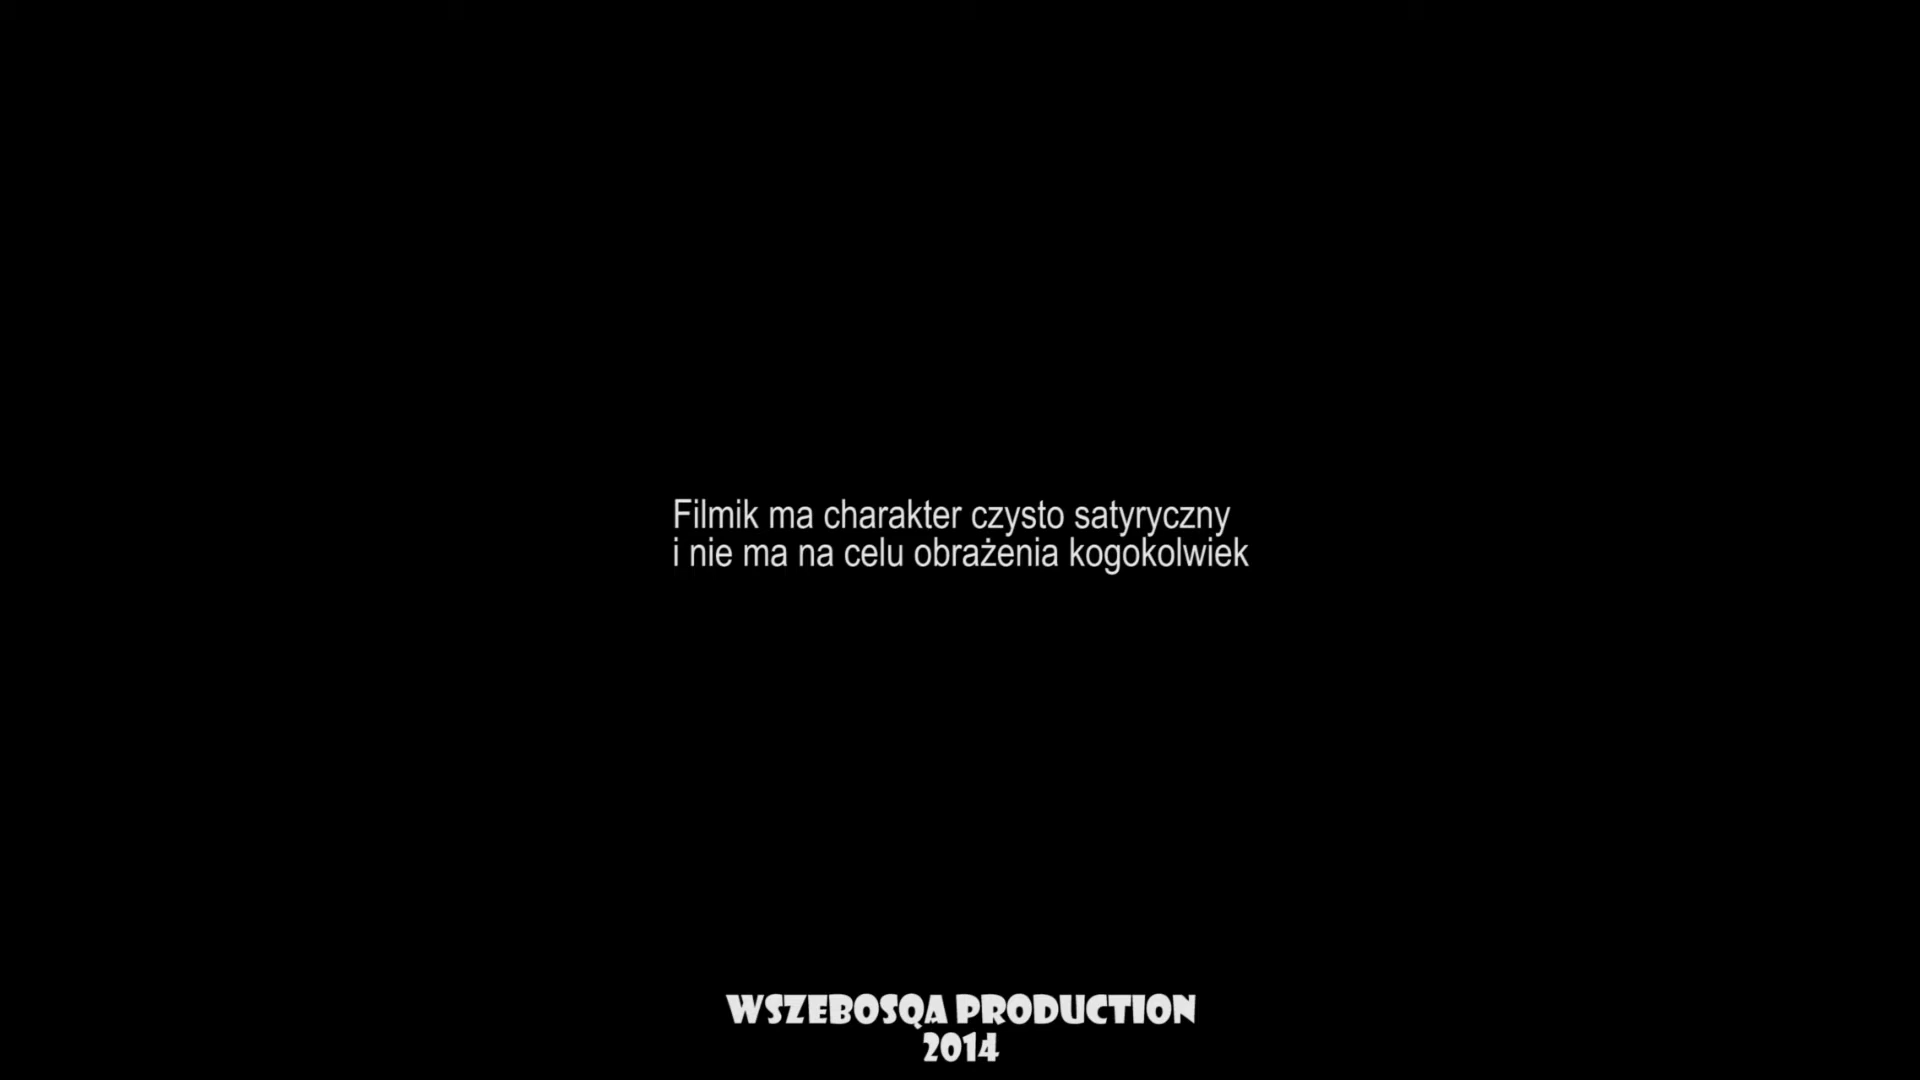 Filmik ma charakter czysto satyryczny
i nie ma na celu obrażenia kogokolwiek
WSZEBOSQA PRODUCTION
2014